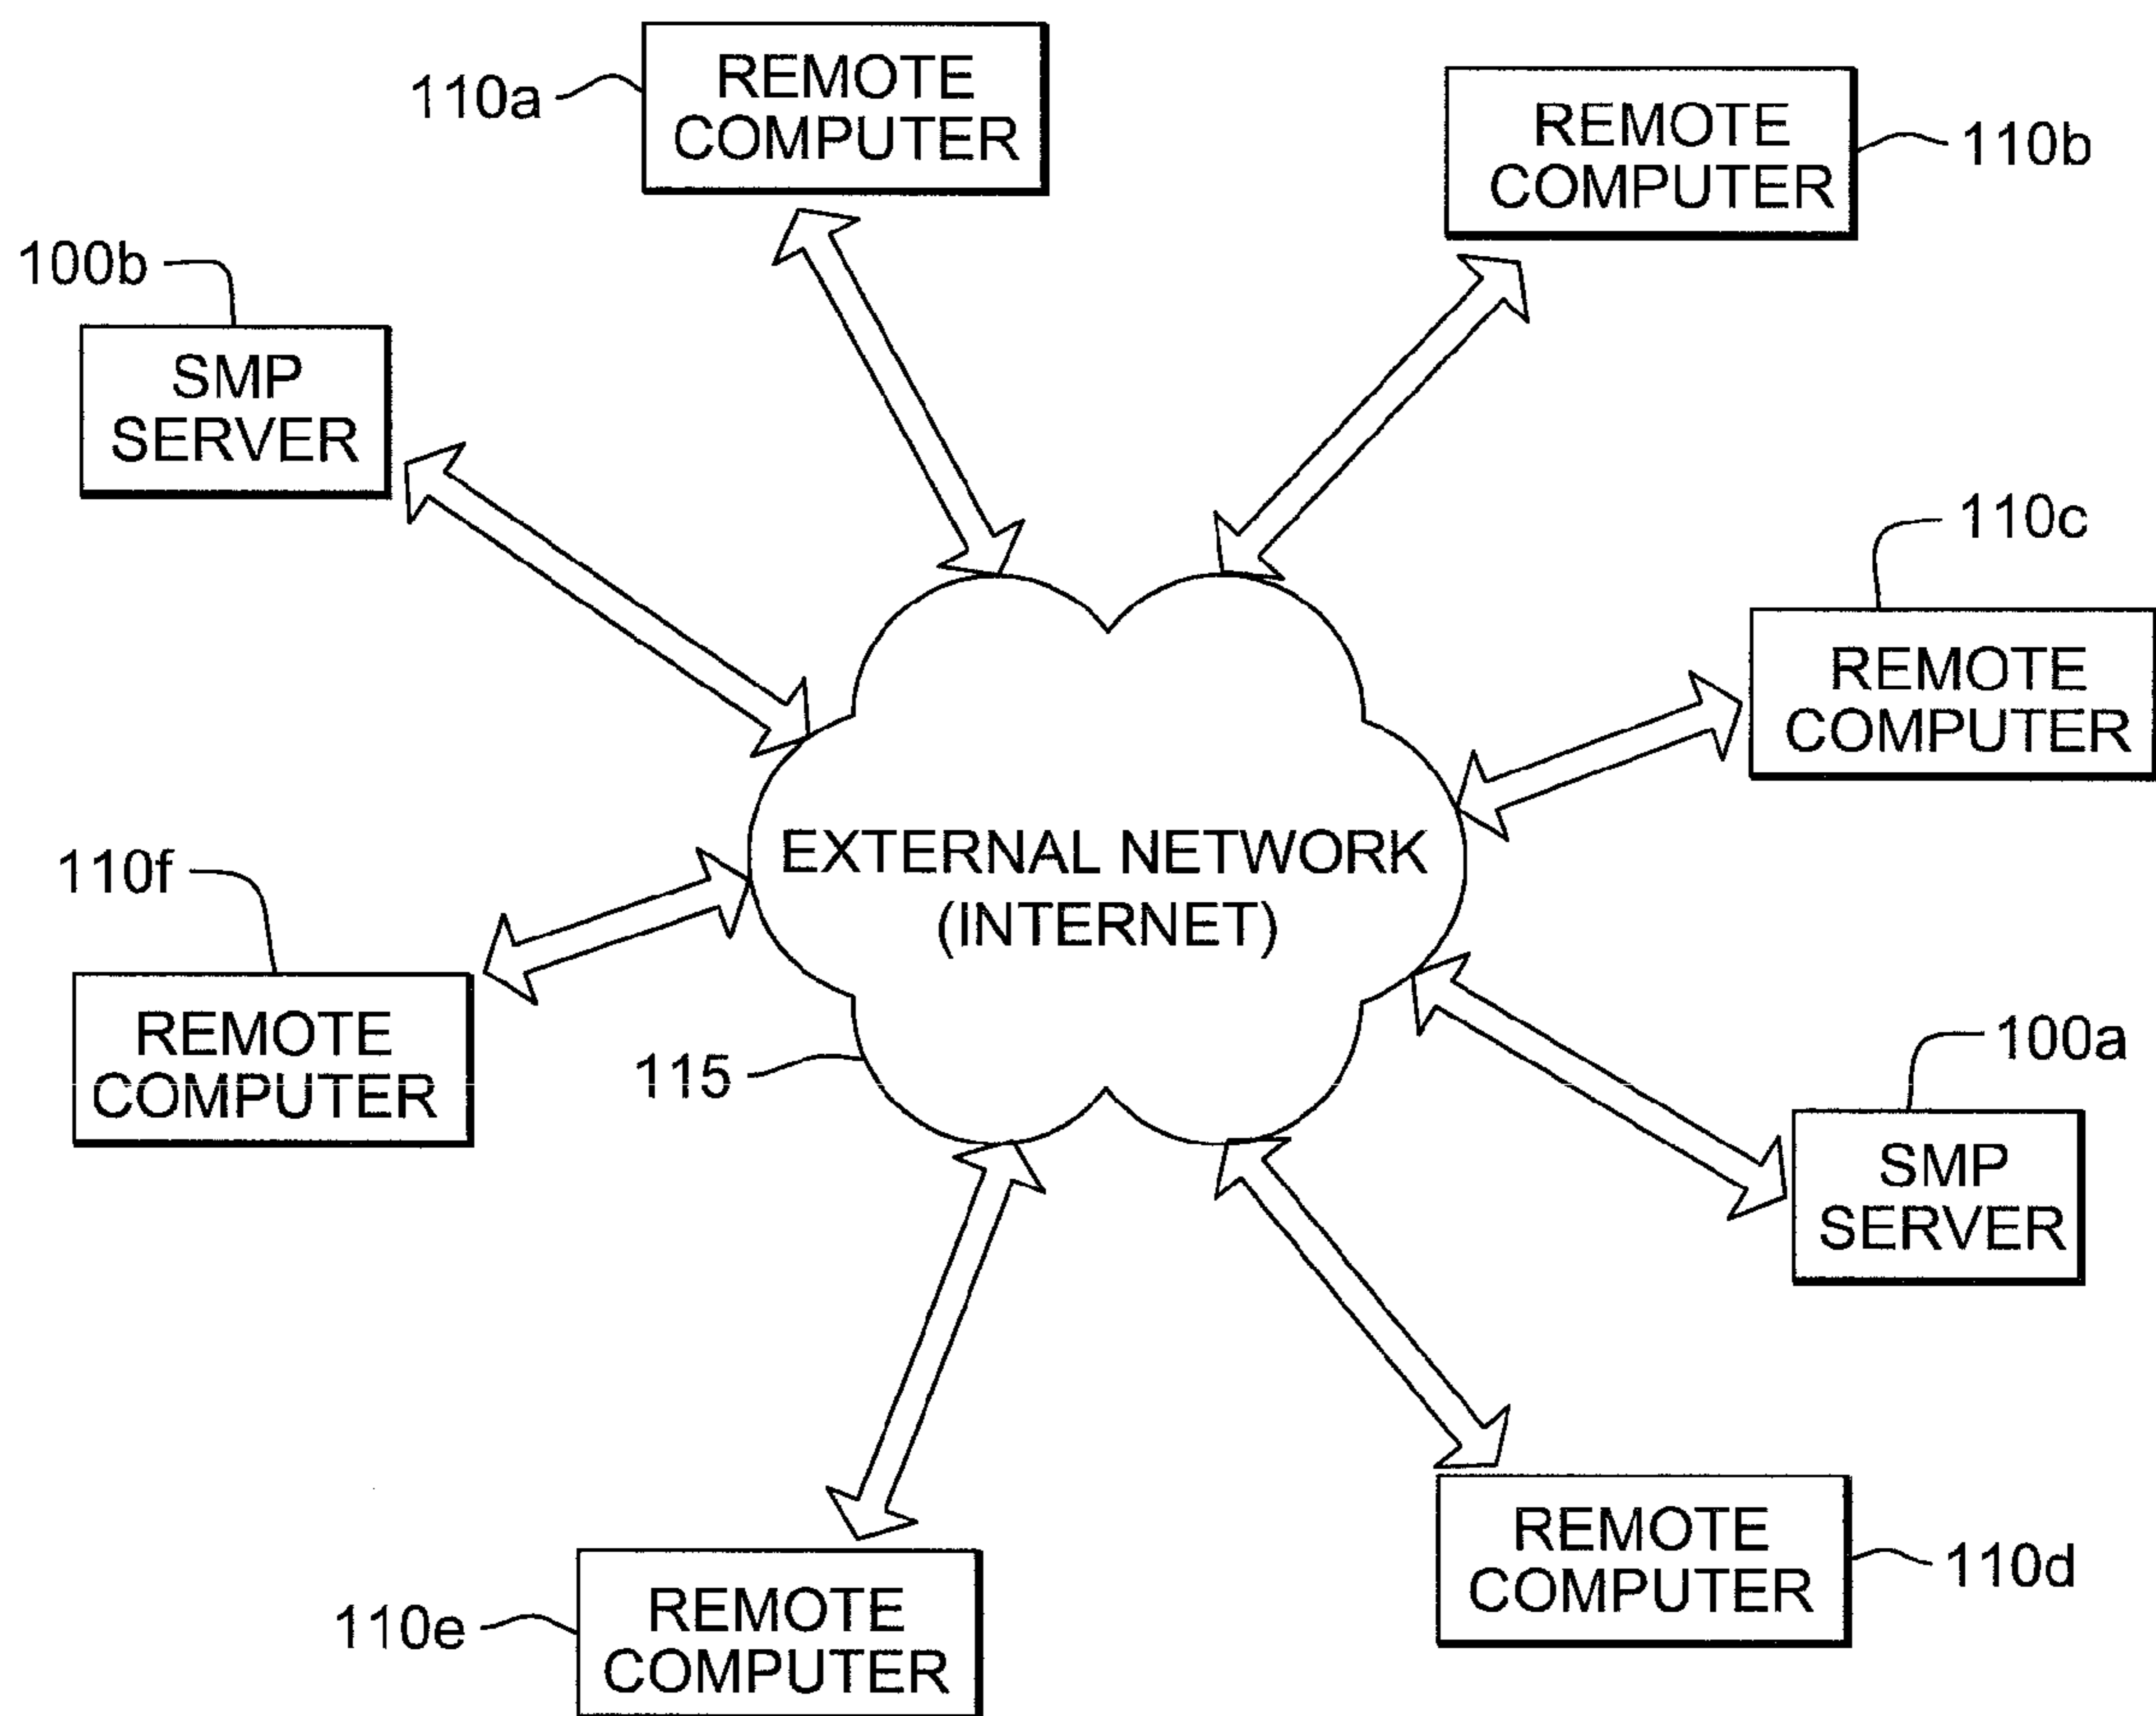 110a
REMOTE
COMPUTER
REMOTE
COMPUTER
110b
100b
SMP
SERVER
110c
REMOTE
COMPUTER
EXTERNAL NETWORK
(INTERNET)
110f
REMOTE
COMPUTER
115
100a
SMP
SERVER
REMOTE
COMPUTER
110d
110e
REMOTE
COMPUTER